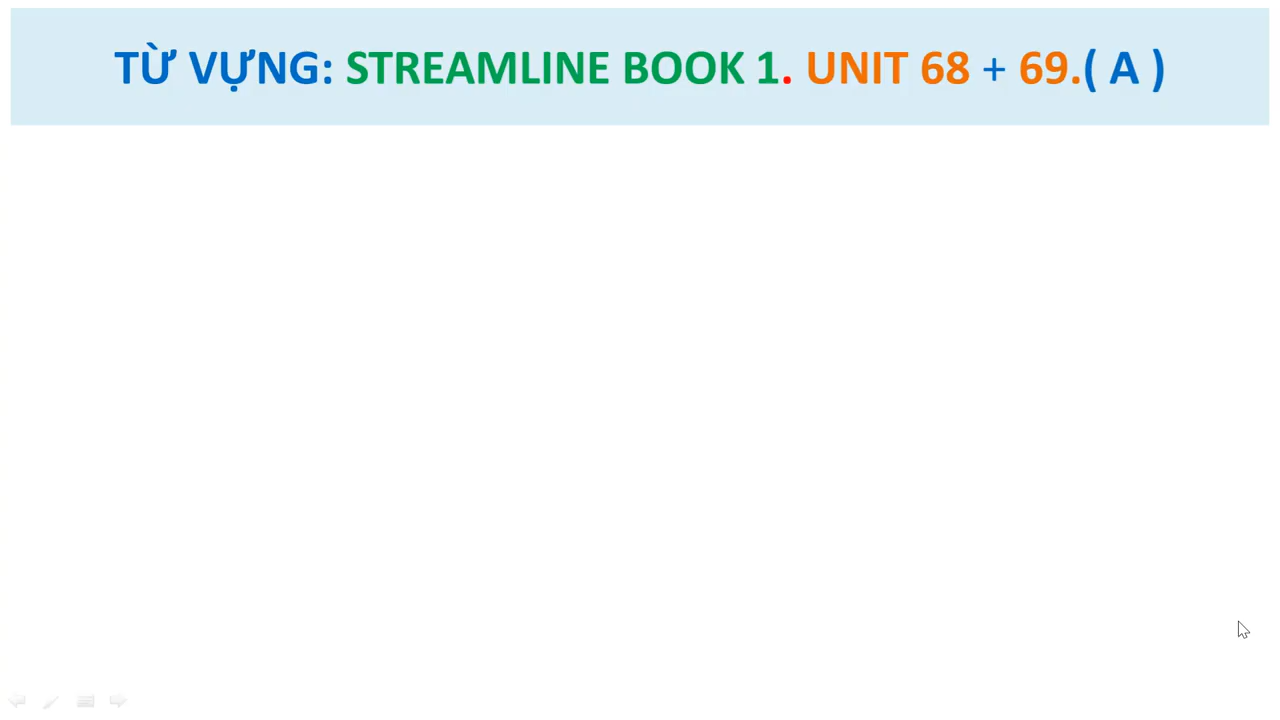 TỪ VỰNG: STREAMLINE BOOK 1. UNIT 68 + 69.( A )